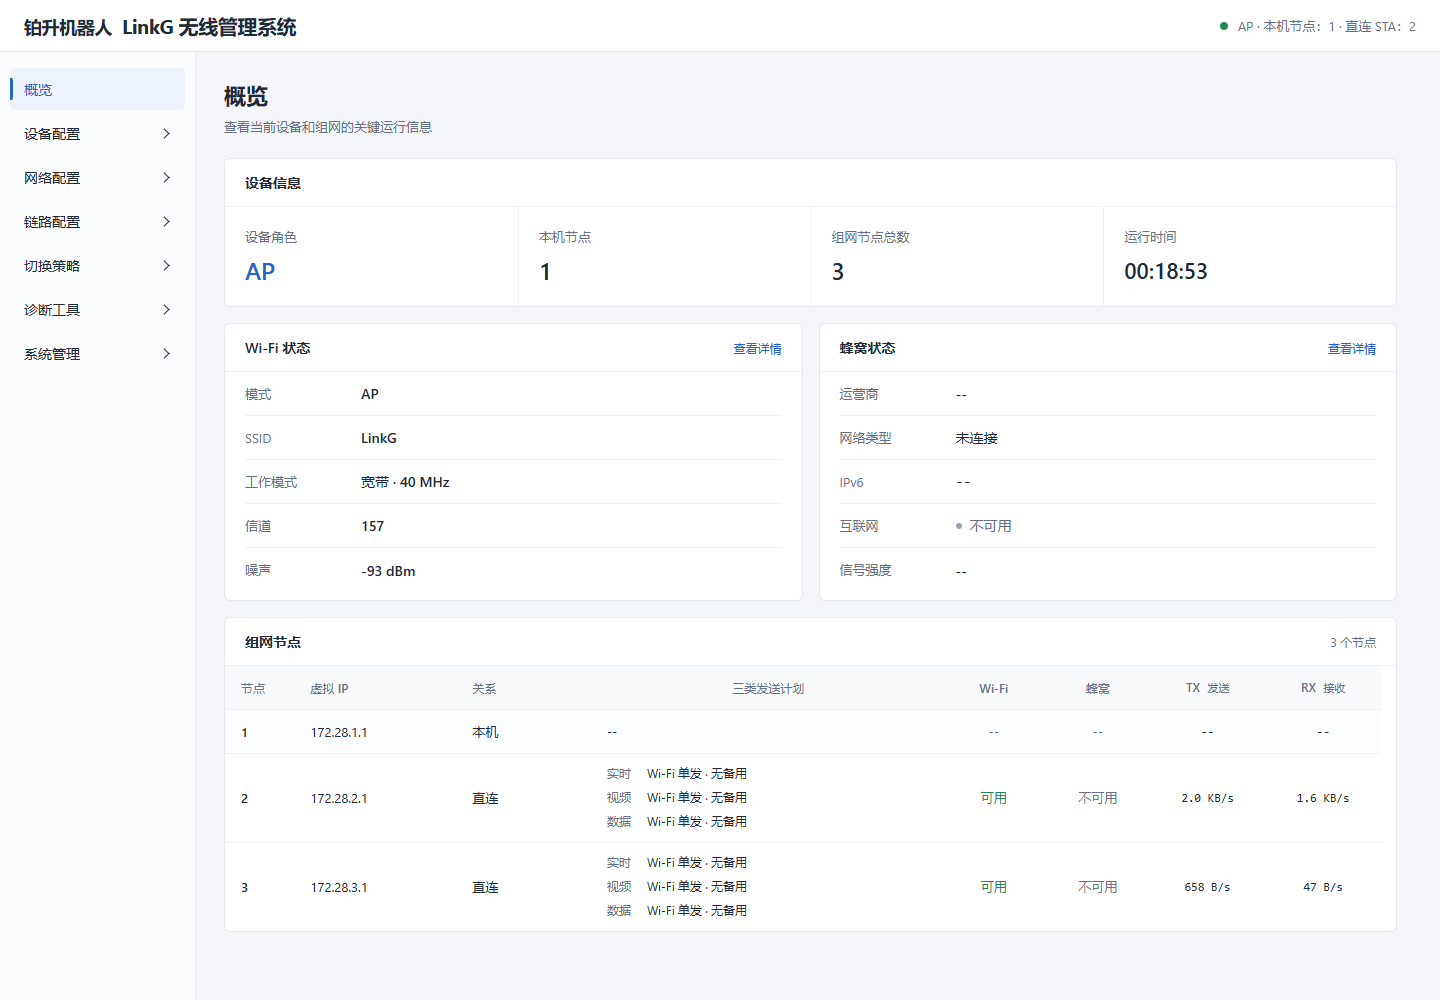 铂升机器人 LinkG 无线管理系统
AP · 本机节点：1 · 直连 STA：2
概览
设备配置
网络配置
链路配置
切换策略
诊断工具
系统管理
概览
查看当前设备和组网的关键运行信息
设备信息
设备角色 本机节点 组网节点总数 运行时间
AP 1 3 00:18:53
Wi-Fi 状态 查看详情
模式 AP
SSID LinkG
工作模式 宽带 · 40 MHz
信道 157
噪声 -93 dBm
蜂窝状态 查看详情
运营商 --
网络类型 未连接
IPv6 --
互联网 不可用
信号强度 --
组网节点 3 个节点
节点 虚拟 IP 关系 三类发送计划 Wi-Fi 蜂窝 TX 发送 RX 接收
1 172.28.1.1 本机 -- -- -- -- --
实时 Wi-Fi 单发 · 无备用
2 172.28.2.1 直连 视频 Wi-Fi 单发 · 无备用 可用 不可用 2.0 KB/s 1.6 KB/s
数据 Wi-Fi 单发 · 无备用
实时 Wi-Fi 单发 · 无备用
3 172.28.3.1 直连 视频 Wi-Fi 单发 · 无备用 可用 不可用 658 B/s 47 B/s
数据 Wi-Fi 单发 · 无备用